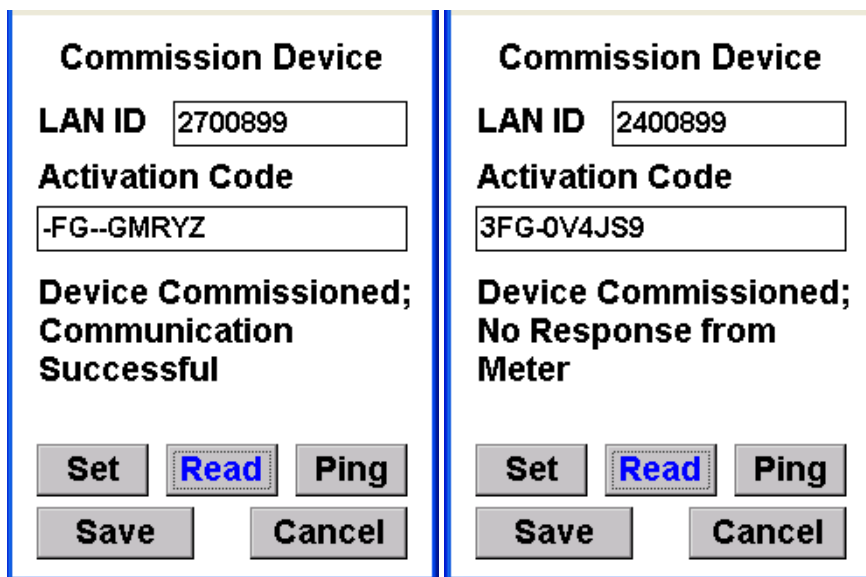 Commission Device
LAN ID 2700899
Activation Code
-FG--GMRYZ
Device Commissioned;
Communication
Successful
Set Read Ping
Save Cancel
Commission Device
LAN ID 2400899
Activation Code
3FG-0V4JS9
Device Commissioned;
No Response from
Meter
Set Read Ping
Save Cancel